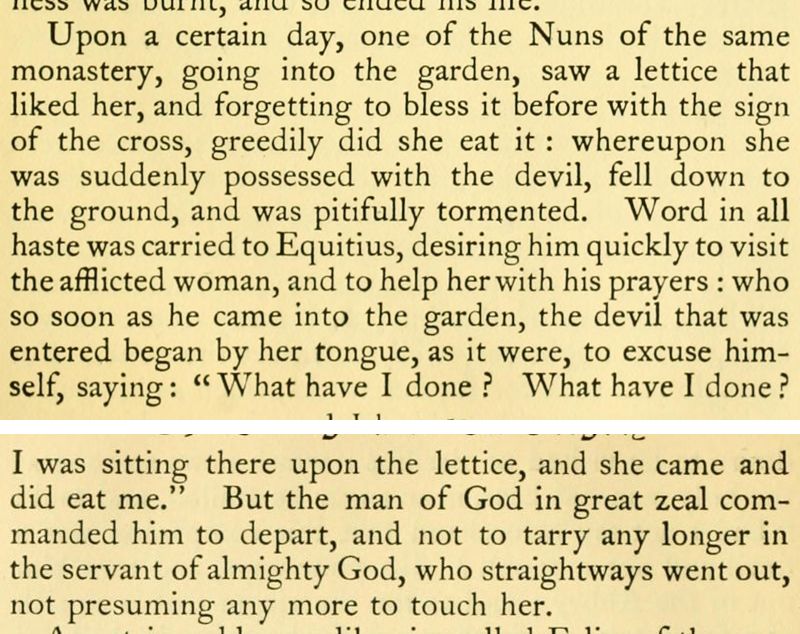 ness was burnt, and so ended his life.
Upon a certain day, one of the Nuns of the same
monastery, going into the garden, saw a lettice that
liked her, and forgetting to bless it before with the sign
of the cross, greedily did she eat it : whereupon she
was suddenly possessed with the devil, fell down to
the ground, and was pitifully tormented. Word in all
haste was carried to Equitius, desiring him quickly to visit
the afflicted woman, and to help her with his prayers : who
so soon as he came into the garden, the devil that was
entered began by her tongue, as it were, to excuse him-
self, saying : “ What have I done ? What have I done ?
I was sitting there upon the lettice, and she came and
did eat me.” But the man of God in great zeal com-
manded him to depart, and not to tarry any longer in
the servant of almighty God, who straightways went out,
not presuming any more to touch her.